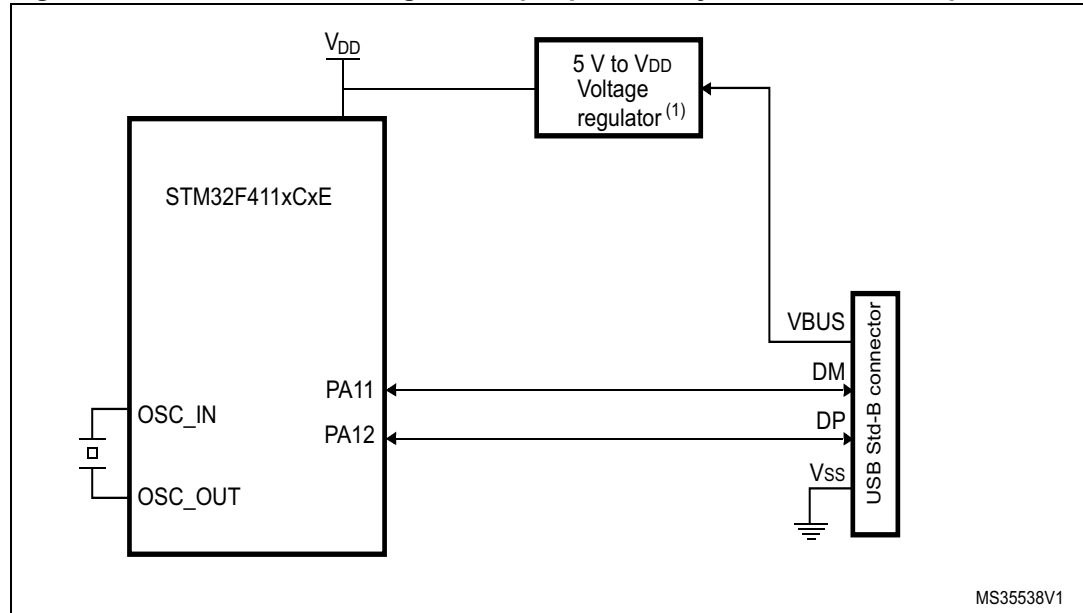 VDD
5 V to VDD
Voltage
regulator (1)
STM32F411xCxE
VBUS
DM
PA11
OSC_IN
DP
PA12
VSS
OSC_OUT
USB Std-B connector
MS35538V1